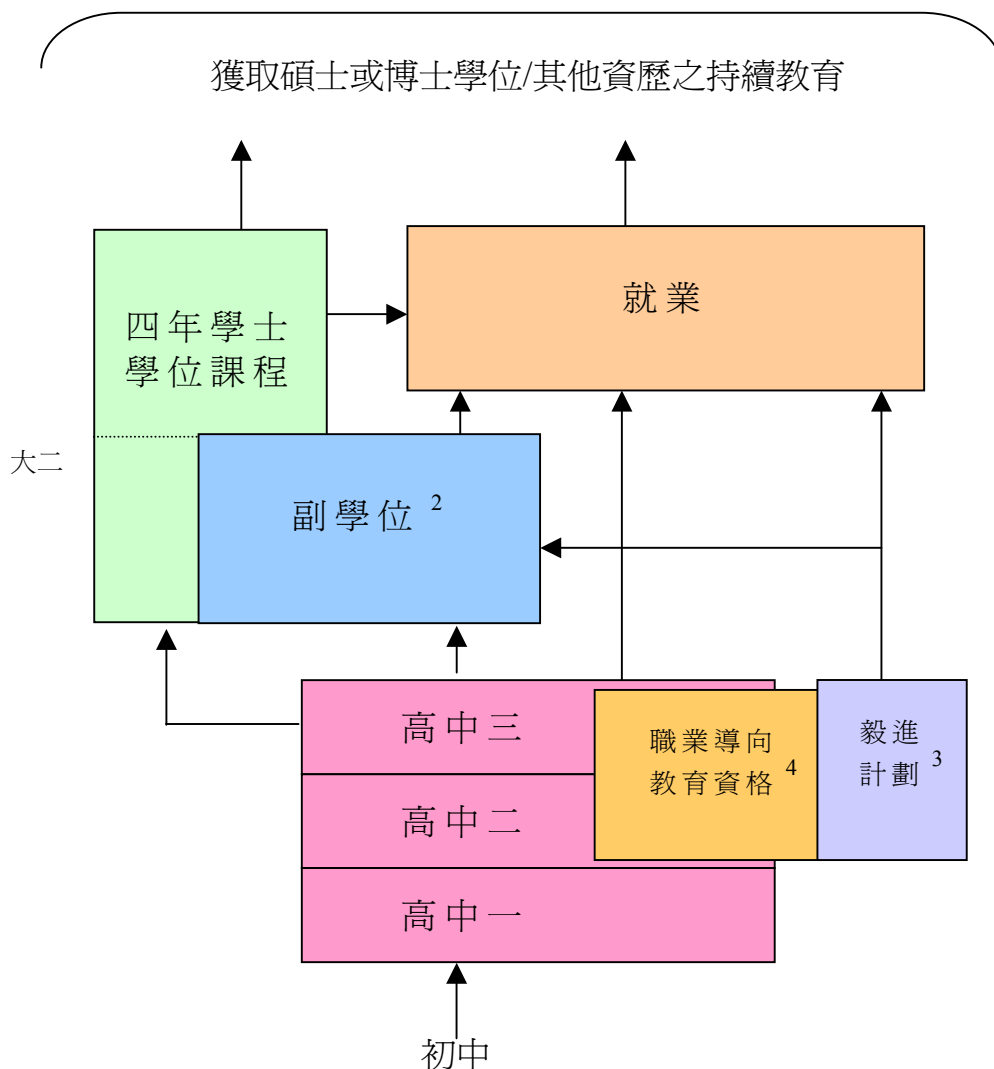 獲取碩士或博士學位/其他資歷之持續教育
就業
四年學士
學位課程
大二
副學位 2
高中三
職業導向
教育資格 4
毅進
計劃 3
高中二
高中一
初中